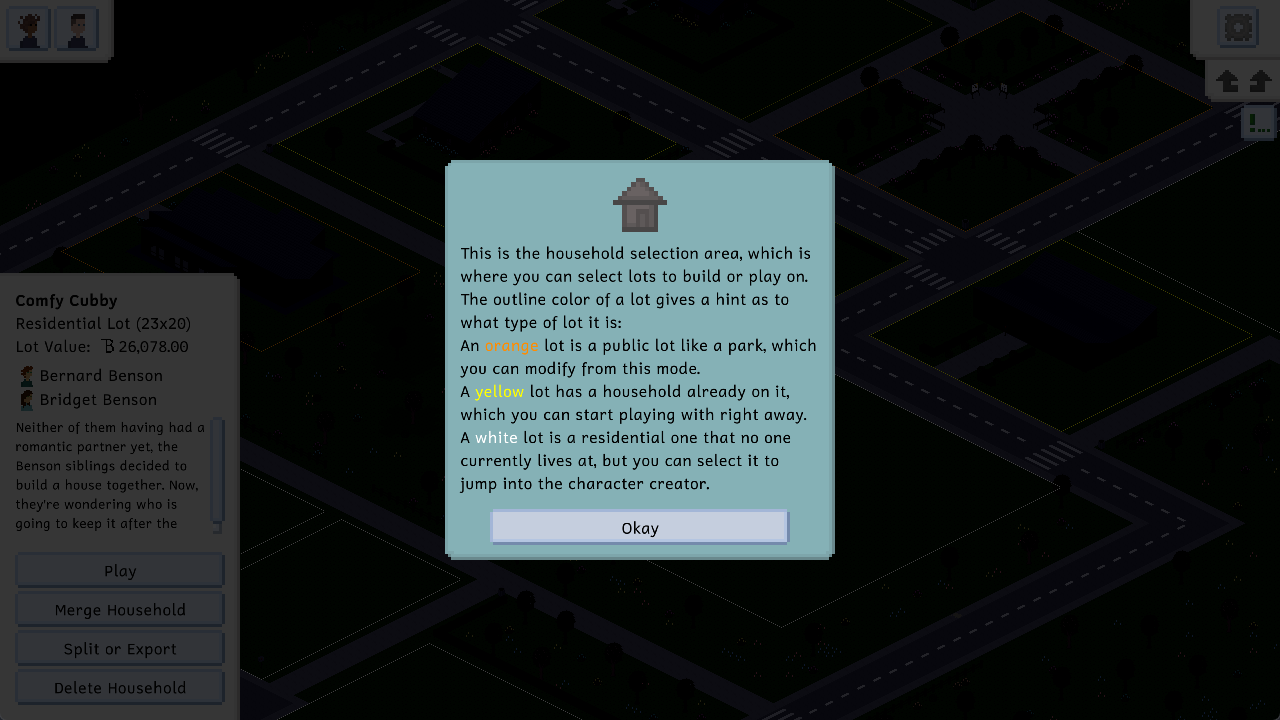 This is the household selection area, which is
where you can select lots to build or play on.
The outline color of a lot gives a hint as to
what type of lot it is:
An orange lot is a public lot like a park, which
you can modify from this mode.
A yellow lot has a household already on it,
which you can start playing with right away.
A white lot is a residential one that no one
currently lives at, but you can select it to
jump into the character creator.
Okay
Comfy Cubby
Residential Lot (23x20)
Lot Value: 26,078.00
Bernard Benson
Bridget Benson
Neither of them having had a
romantic partner yet, the
Benson siblings decided to
build a house together. Now,
they're wondering who is
going to keep it after the
Play
Merge Household
Split or Export
Delete Household
!...